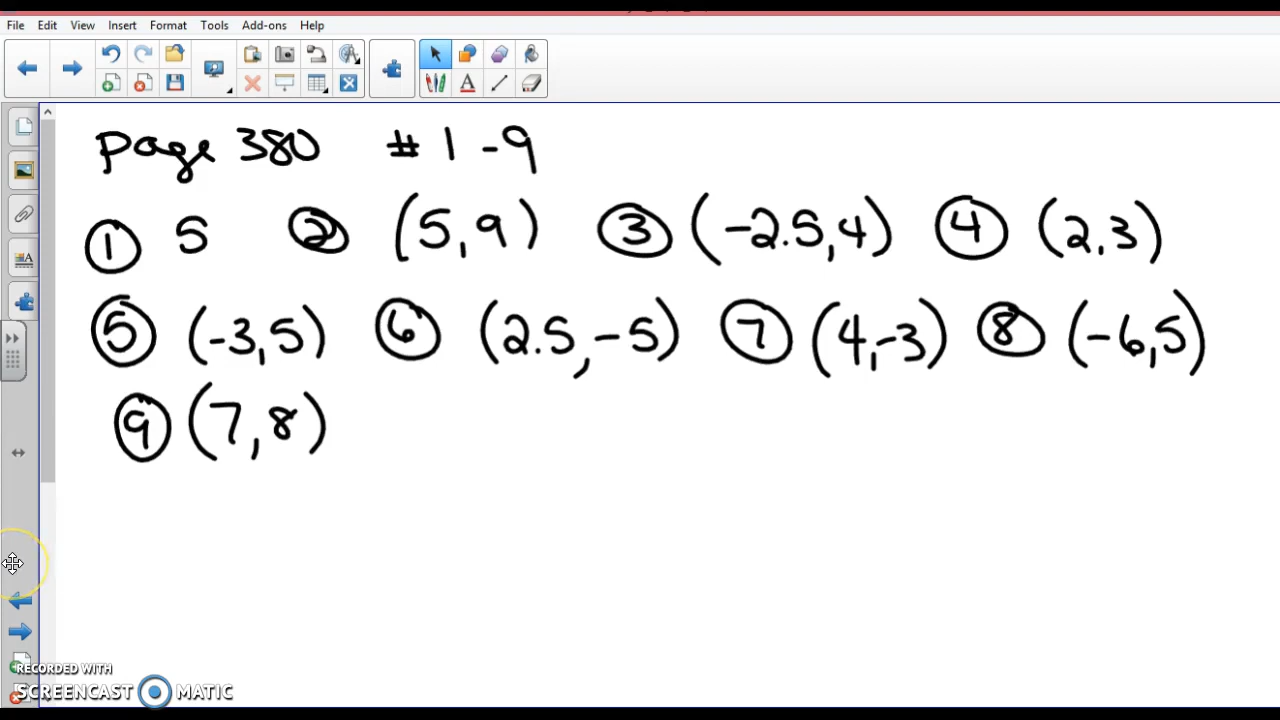 File Edit View Insert Format Tools Add-ons Help
page 380 # 1 - 9
① 5 ② (5, 9) ③ (-2.5, 4) ④ (2, 3)
⑤ (-3, 5) ⑥ (2.5, -5) ⑦ (4, -3) ⑧ (-6, 5)
⑨ (7, 8)
RECORDED WITH
SCREENCAST MATIC